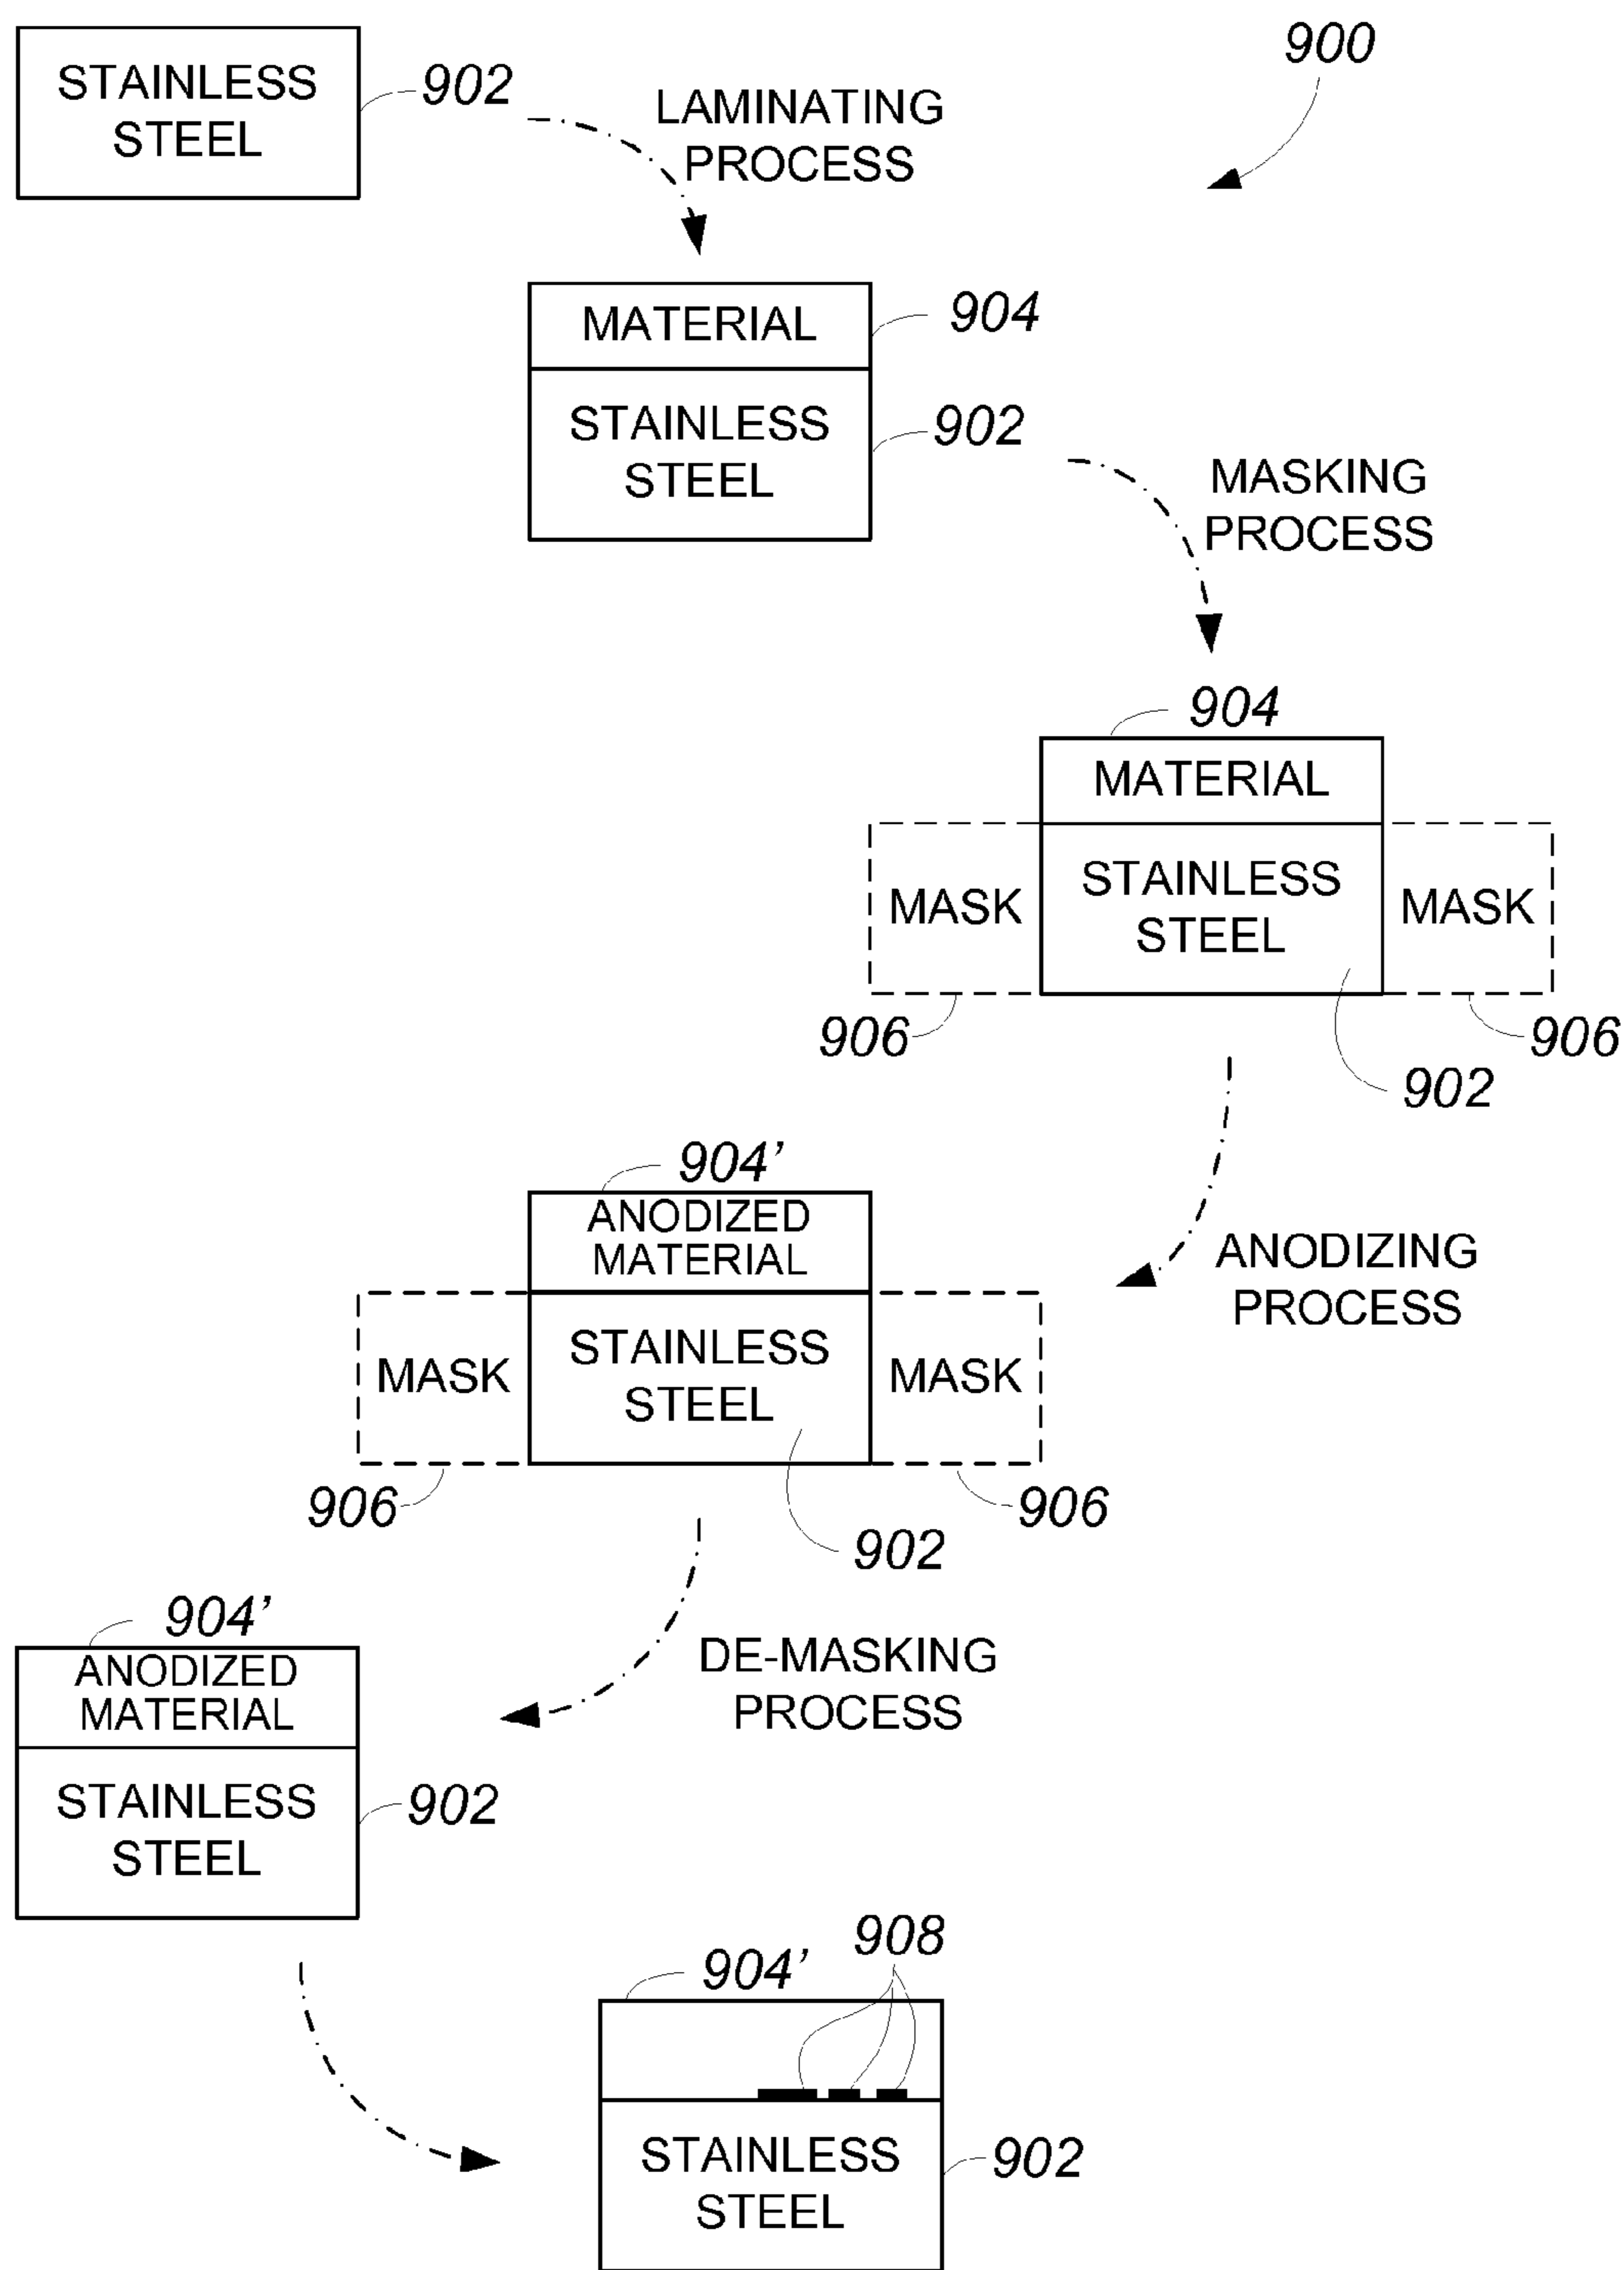 900
STAINLESS
STEEL
902
LAMINATING
PROCESS
MATERIAL
904
STAINLESS
STEEL
902
MASKING
PROCESS
904
MATERIAL
MASK
STAINLESS
STEEL
MASK
906
906
902
ANODIZING
PROCESS
904’
ANODIZED
MATERIAL
MASK
STAINLESS
STEEL
MASK
906
906
902
DE-MASKING
PROCESS
904’
ANODIZED
MATERIAL
STAINLESS
STEEL
902
908
904’
STAINLESS
STEEL
902